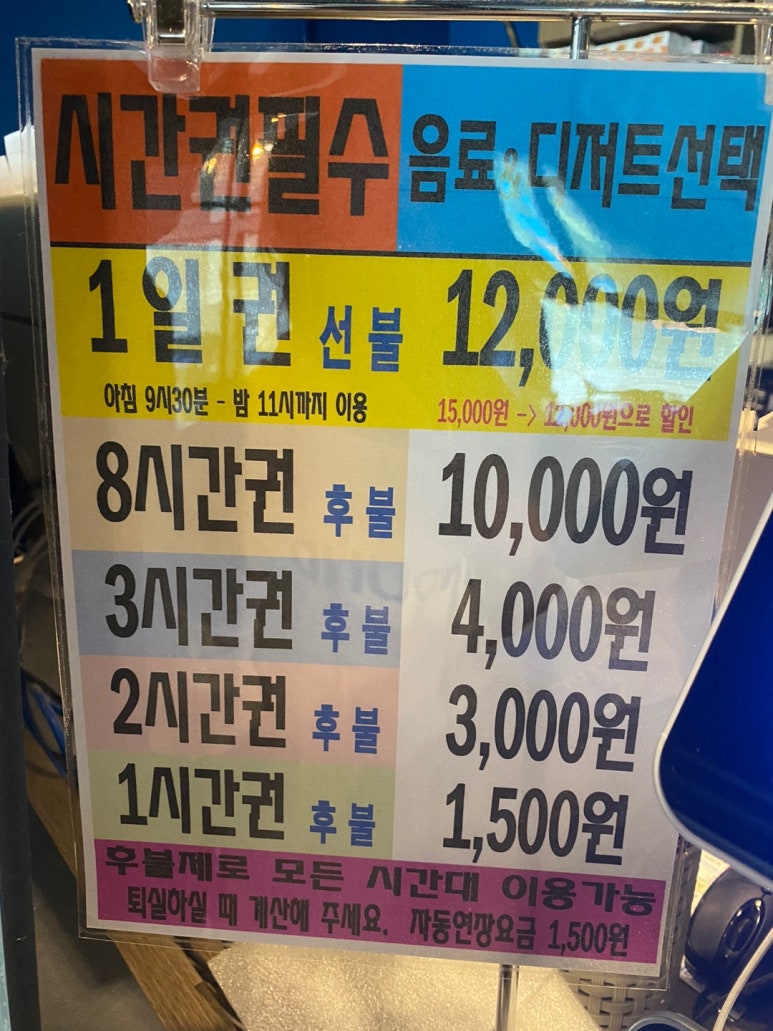 시간권필수
음료·디저트선택
1일권 선불 12,000원
아침 9시30분 - 밤 11시까지 이용
15,000원 -> 12,000원으로 할인
8시간권 후불 10,000원
3시간권 후불 4,000원
2시간권 후불 3,000원
1시간권 후불 1,500원
후불제로 모든 시간대 이용가능
퇴실하실 때 계산해 주세요. 자동연장요금 1,500원